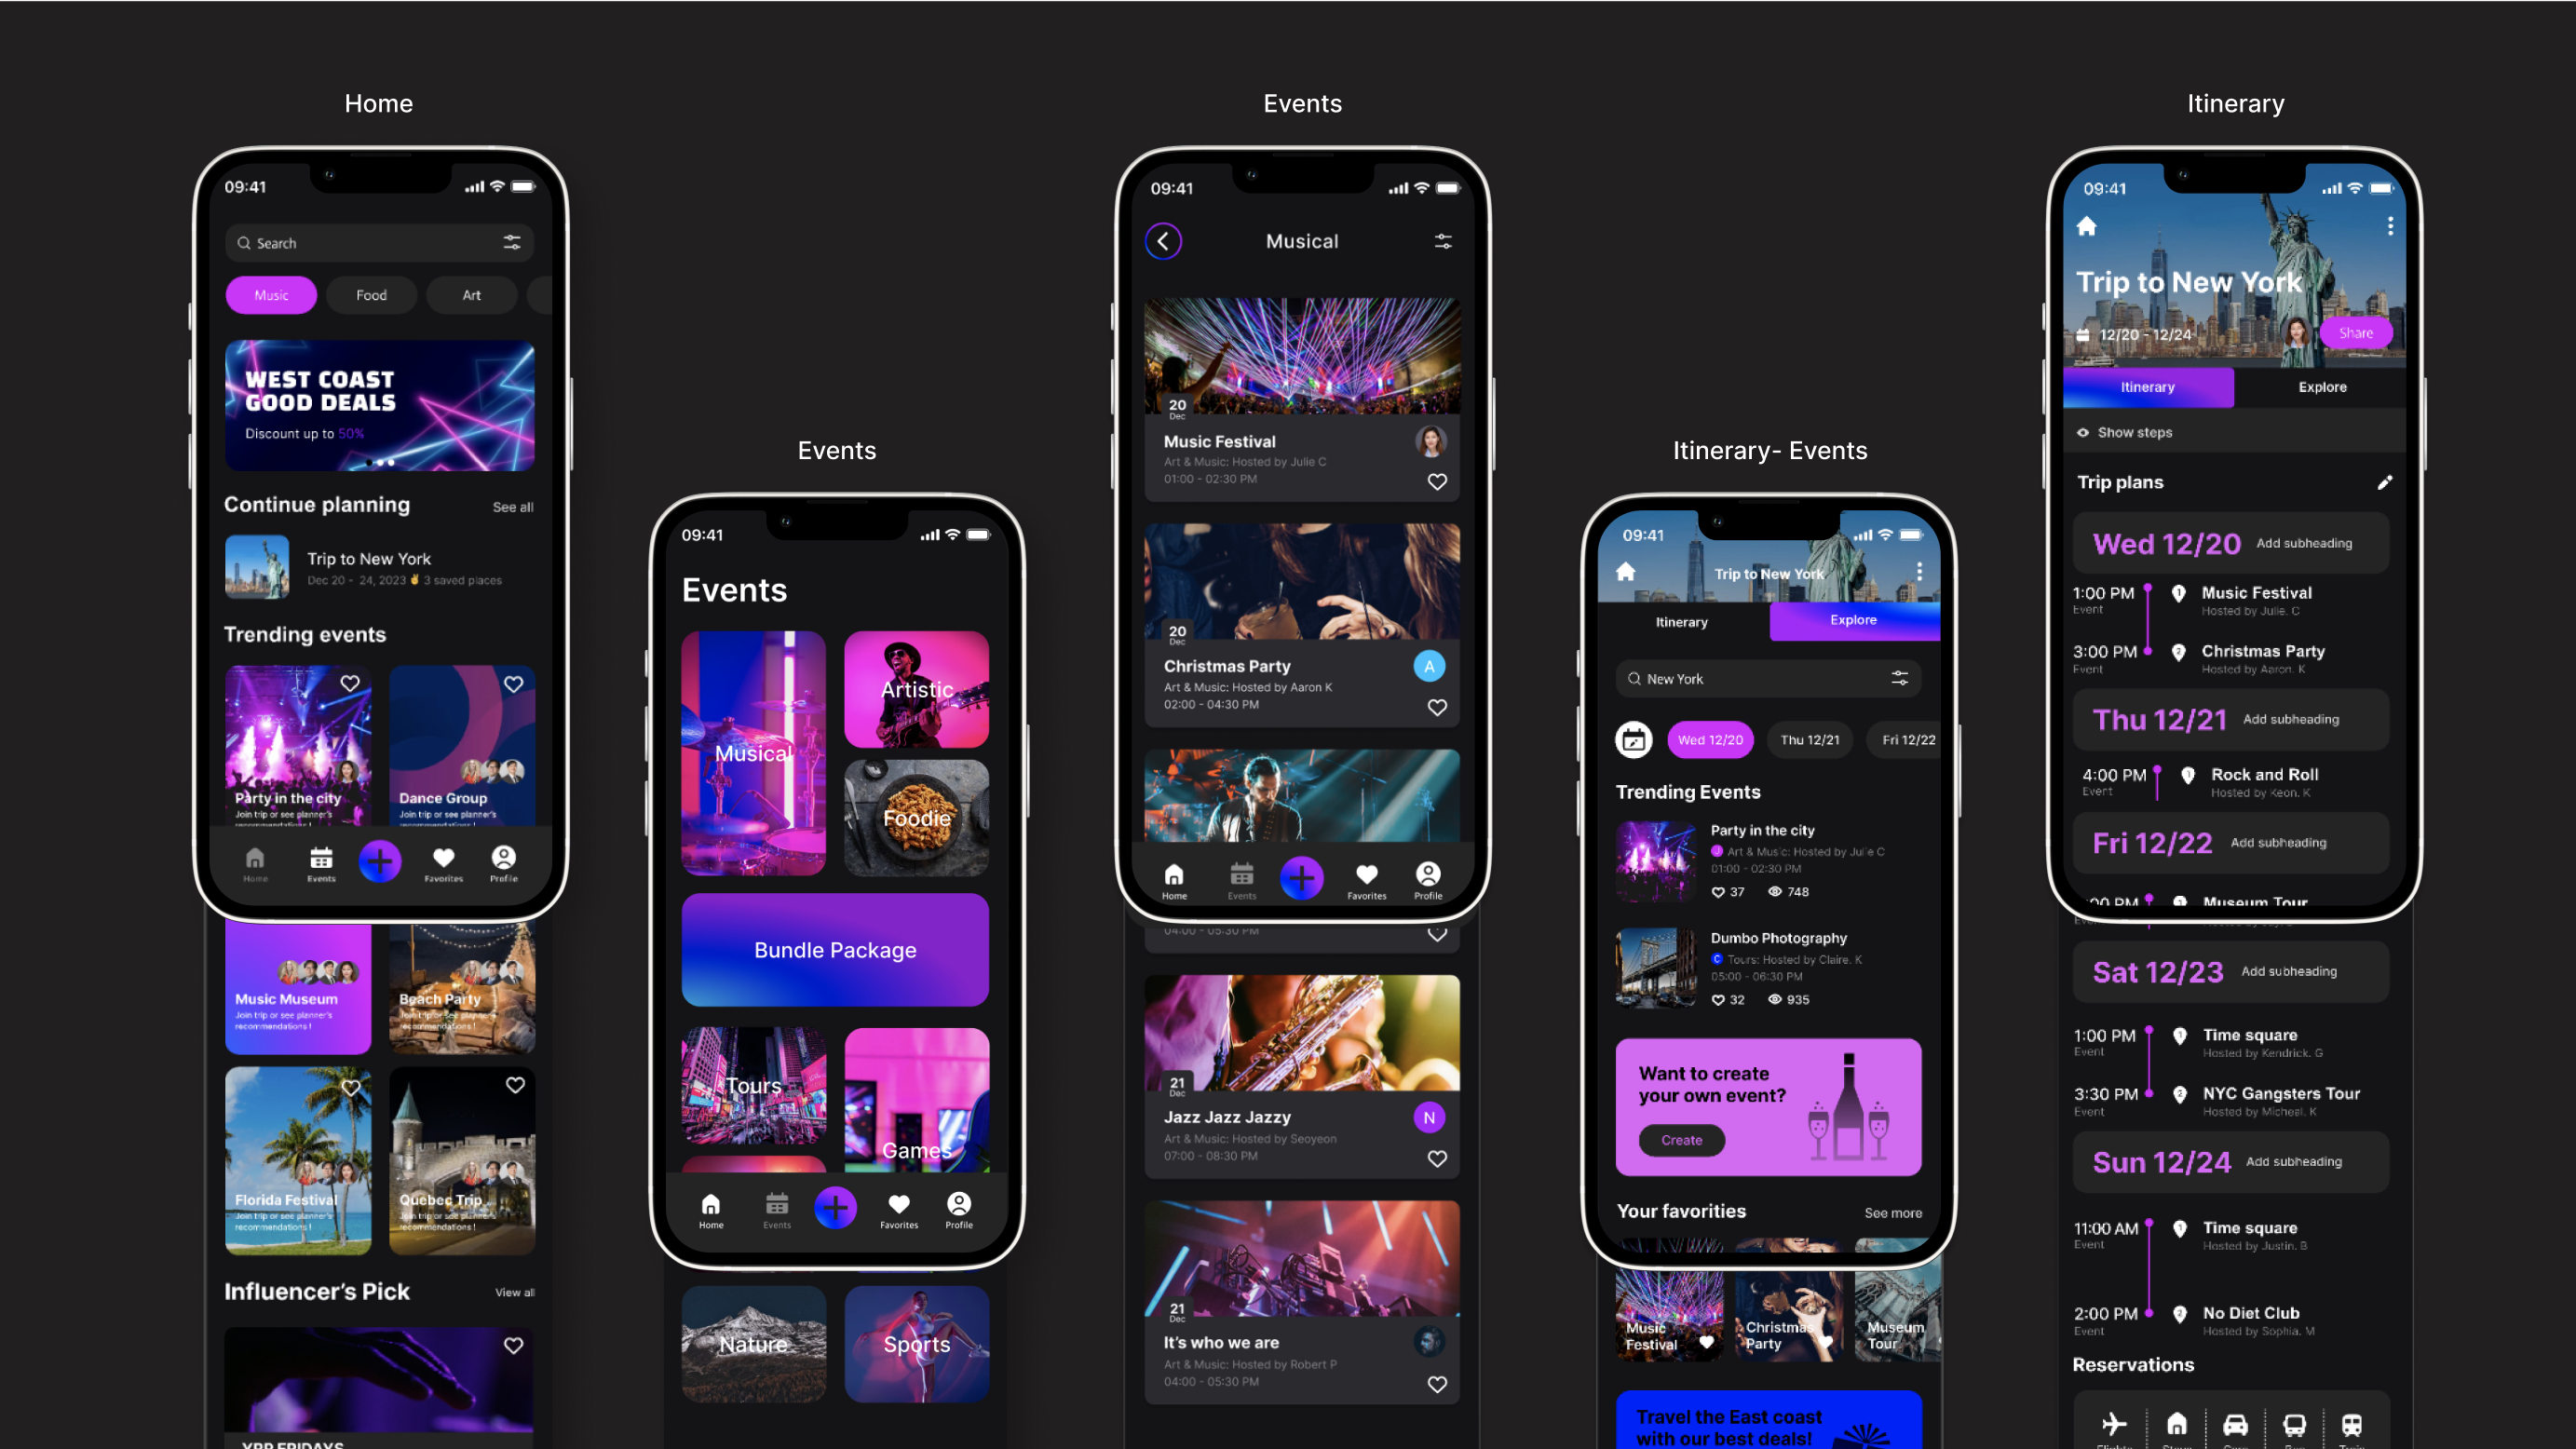 Home
09:41
Search
Music
Food
Art
WEST COAST
GOOD DEALS
Discount up to 50%
Continue planning
See all
Trip to New York
Dec 20 - 24, 2023 ✌ 3 saved places
Trending events
Party in the city
Join trip or see planner's
recommendations !
Dance Group
Join trip or see planner's
Home
Events
Favorites
Profile
Music Museum
Join trip or see planner's
recommendations !
Beach Party
Join trip or see planner's
recommendations !
Florida Festival
Join trip or see planner's
recommendations !
Quebec Trip
Join trip or see planner's
recommendations !
Influencer's Pick
View all
YRP FRIDAYS
Events
09:41
Events
Musical
Artistic
Foodie
Bundle Package
Tours
Games
Home
Events
Favorites
Profile
Nature
Sports
Events
09:41
Musical
20
Dec
Music Festival
Art & Music: Hosted by Julie C
01:00 - 02:30 PM
20
Dec
Christmas Party
A
Art & Music: Hosted by Aaron K
02:00 - 04:30 PM
Home
Events
Favorites
Profile
04:00 - 05:30 PM
21
Dec
Jazz Jazz Jazzy
N
Art & Music: Hosted by Seoyeon
07:00 - 08:30 PM
21
Dec
It's who we are
Art & Music: Hosted by Robert P
04:00 - 05:30 PM
Itinerary- Events
09:41
Trip to New York
Itinerary
Explore
New York
Wed 12/20
Thu 12/21
Fri 12/22
Trending Events
Party in the city
J Art & Music: Hosted by Julie C
01:00 - 02:30 PM
37
748
Dumbo Photography
C Tours: Hosted by Claire. K
05:00 - 06:30 PM
32
935
Want to create
your own event?
Create
Your favorites
See more
Music
Festival
Christmas
Party
Museum
Tour
Travel the East coast
with our best deals!
Itinerary
09:41
Trip to New York
12/20 - 12/24
Share
Itinerary
Explore
Show steps
Trip plans
Wed 12/20
Add subheading
1:00 PM
Event
1
Music Festival
Hosted by Julie. C
3:00 PM
Event
2
Christmas Party
Hosted by Aaron. K
Thu 12/21
Add subheading
4:00 PM
Event
1
Rock and Roll
Hosted by Keon. K
Fri 12/22
Add subheading
Museum Tour
Sat 12/23
Add subheading
1:00 PM
Event
1
Time square
Hosted by Kendrick. G
3:30 PM
Event
2
NYC Gangsters Tour
Hosted by Micheal. K
Sun 12/24
Add subheading
11:00 AM
Event
1
Time square
Hosted by Justin. B
2:00 PM
Event
2
No Diet Club
Hosted by Sophia. M
Reservations